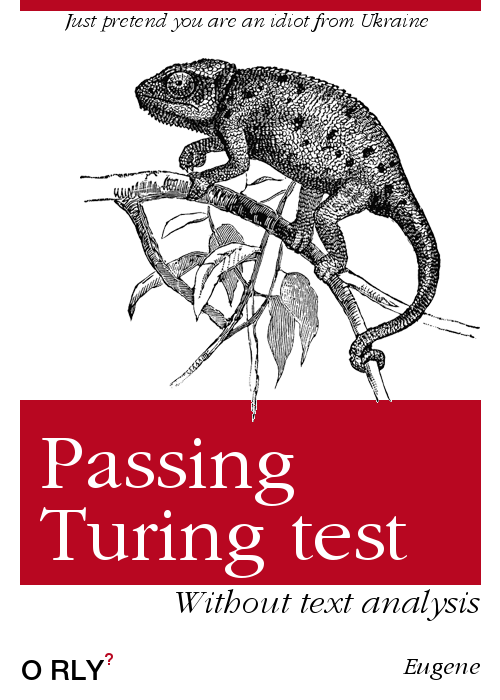 Just pretend you are an idiot from Ukraine
Passing
Turing test
Without text analysis
O RLY?
Eugene